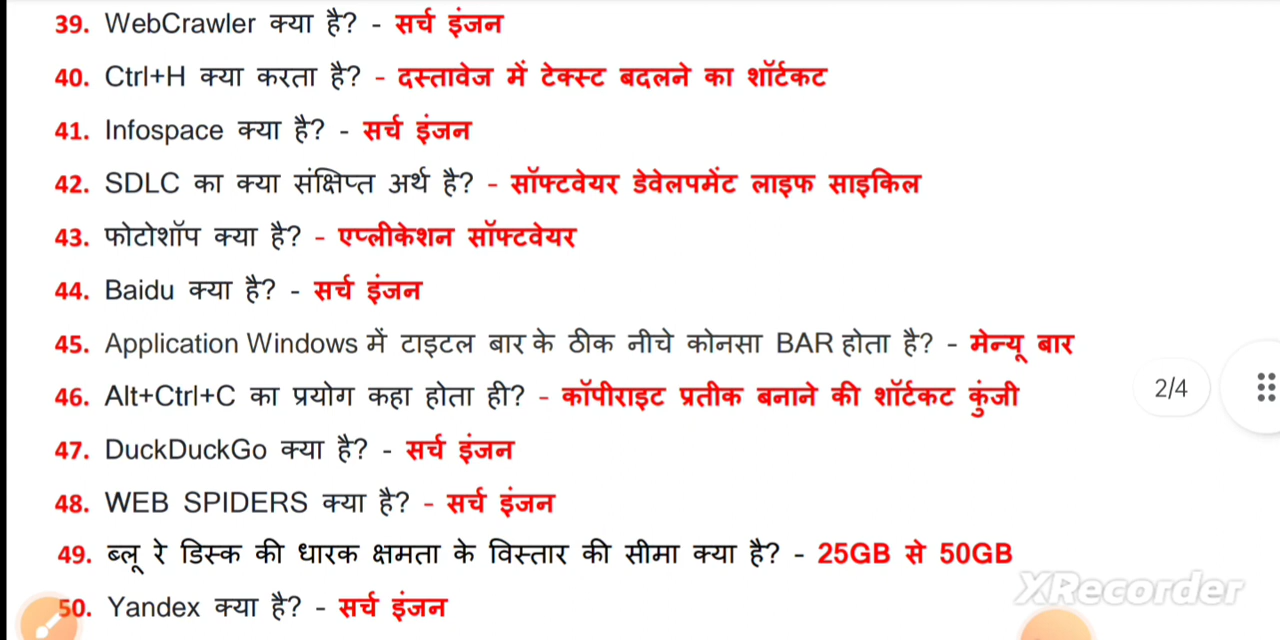 39. WebCrawler क्या है? - सर्च इंजन
40. Ctrl+H क्या करता है? - दस्तावेज में टेक्स्ट बदलने का शॉर्टकट
41. Infospace क्या है? - सर्च इंजन
42. SDLC का क्या संक्षिप्त अर्थ है? - सॉफ्टवेयर डेवेलपमेंट लाइफ साइकिल
43. फोटोशॉप क्या है? - एप्लीकेशन सॉफ्टवेयर
44. Baidu क्या है? - सर्च इंजन
45. Application Windows में टाइटल बार के ठीक नीचे कोनसा BAR होता है? - मेन्यू बार
46. Alt+Ctrl+C का प्रयोग कहा होता ही? - कॉपीराइट प्रतीक बनाने की शॉर्टकट कुंजी
2/4
47. DuckDuckGo क्या है? - सर्च इंजन
48. WEB SPIDERS क्या है? - सर्च इंजन
49. ब्लू रे डिस्क की धारक क्षमता के विस्तार की सीमा क्या है? - 25GB से 50GB
XRecorder
50. Yandex क्या है? - सर्च इंजन